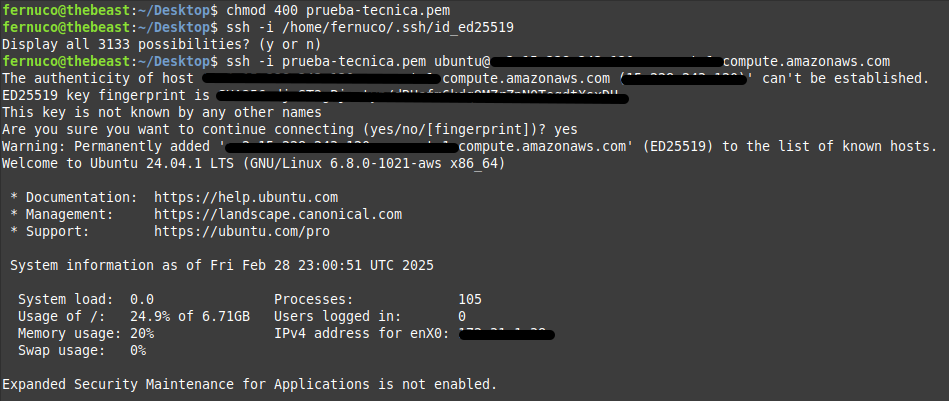 fernuco@thebeast:~/Desktop$ chmod 400 prueba-tecnica.pem
fernuco@thebeast:~/Desktop$ ssh -i /home/fernuco/.ssh/id_ed25519
Display all 3133 possibilities? (y or n)
fernuco@thebeast:~/Desktop$ ssh -i prueba-tecnica.pem ubuntu@ compute.amazonaws.com
The authenticity of host compute.amazonaws.com ( )' can't be established.
ED25519 key fingerprint is
This key is not known by any other names
Are you sure you want to continue connecting (yes/no/[fingerprint])? yes
Warning: Permanently added ' compute.amazonaws.com' (ED25519) to the list of known hosts.
Welcome to Ubuntu 24.04.1 LTS (GNU/Linux 6.8.0-1021-aws x86_64)
* Documentation: https://help.ubuntu.com
* Management: https://landscape.canonical.com
* Support: https://ubuntu.com/pro
System information as of Fri Feb 28 23:00:51 UTC 2025
System load: 0.0 Processes: 105
Usage of /: 24.9% of 6.71GB Users logged in: 0
Memory usage: 20% IPv4 address for enX0:
Swap usage: 0%
Expanded Security Maintenance for Applications is not enabled.